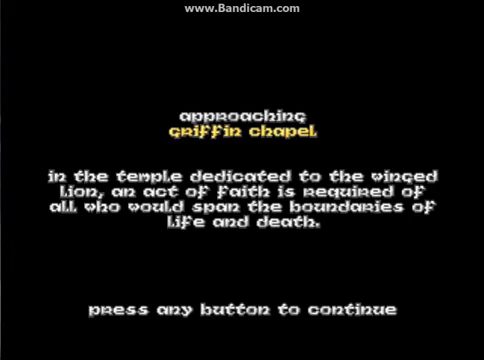 www.Bandicam.com
approaching
griffin chapel
in the temple dedicated to the winged
lion, an act of faith is required of
all who would span the boundaries of
life and death.
press any button to continue